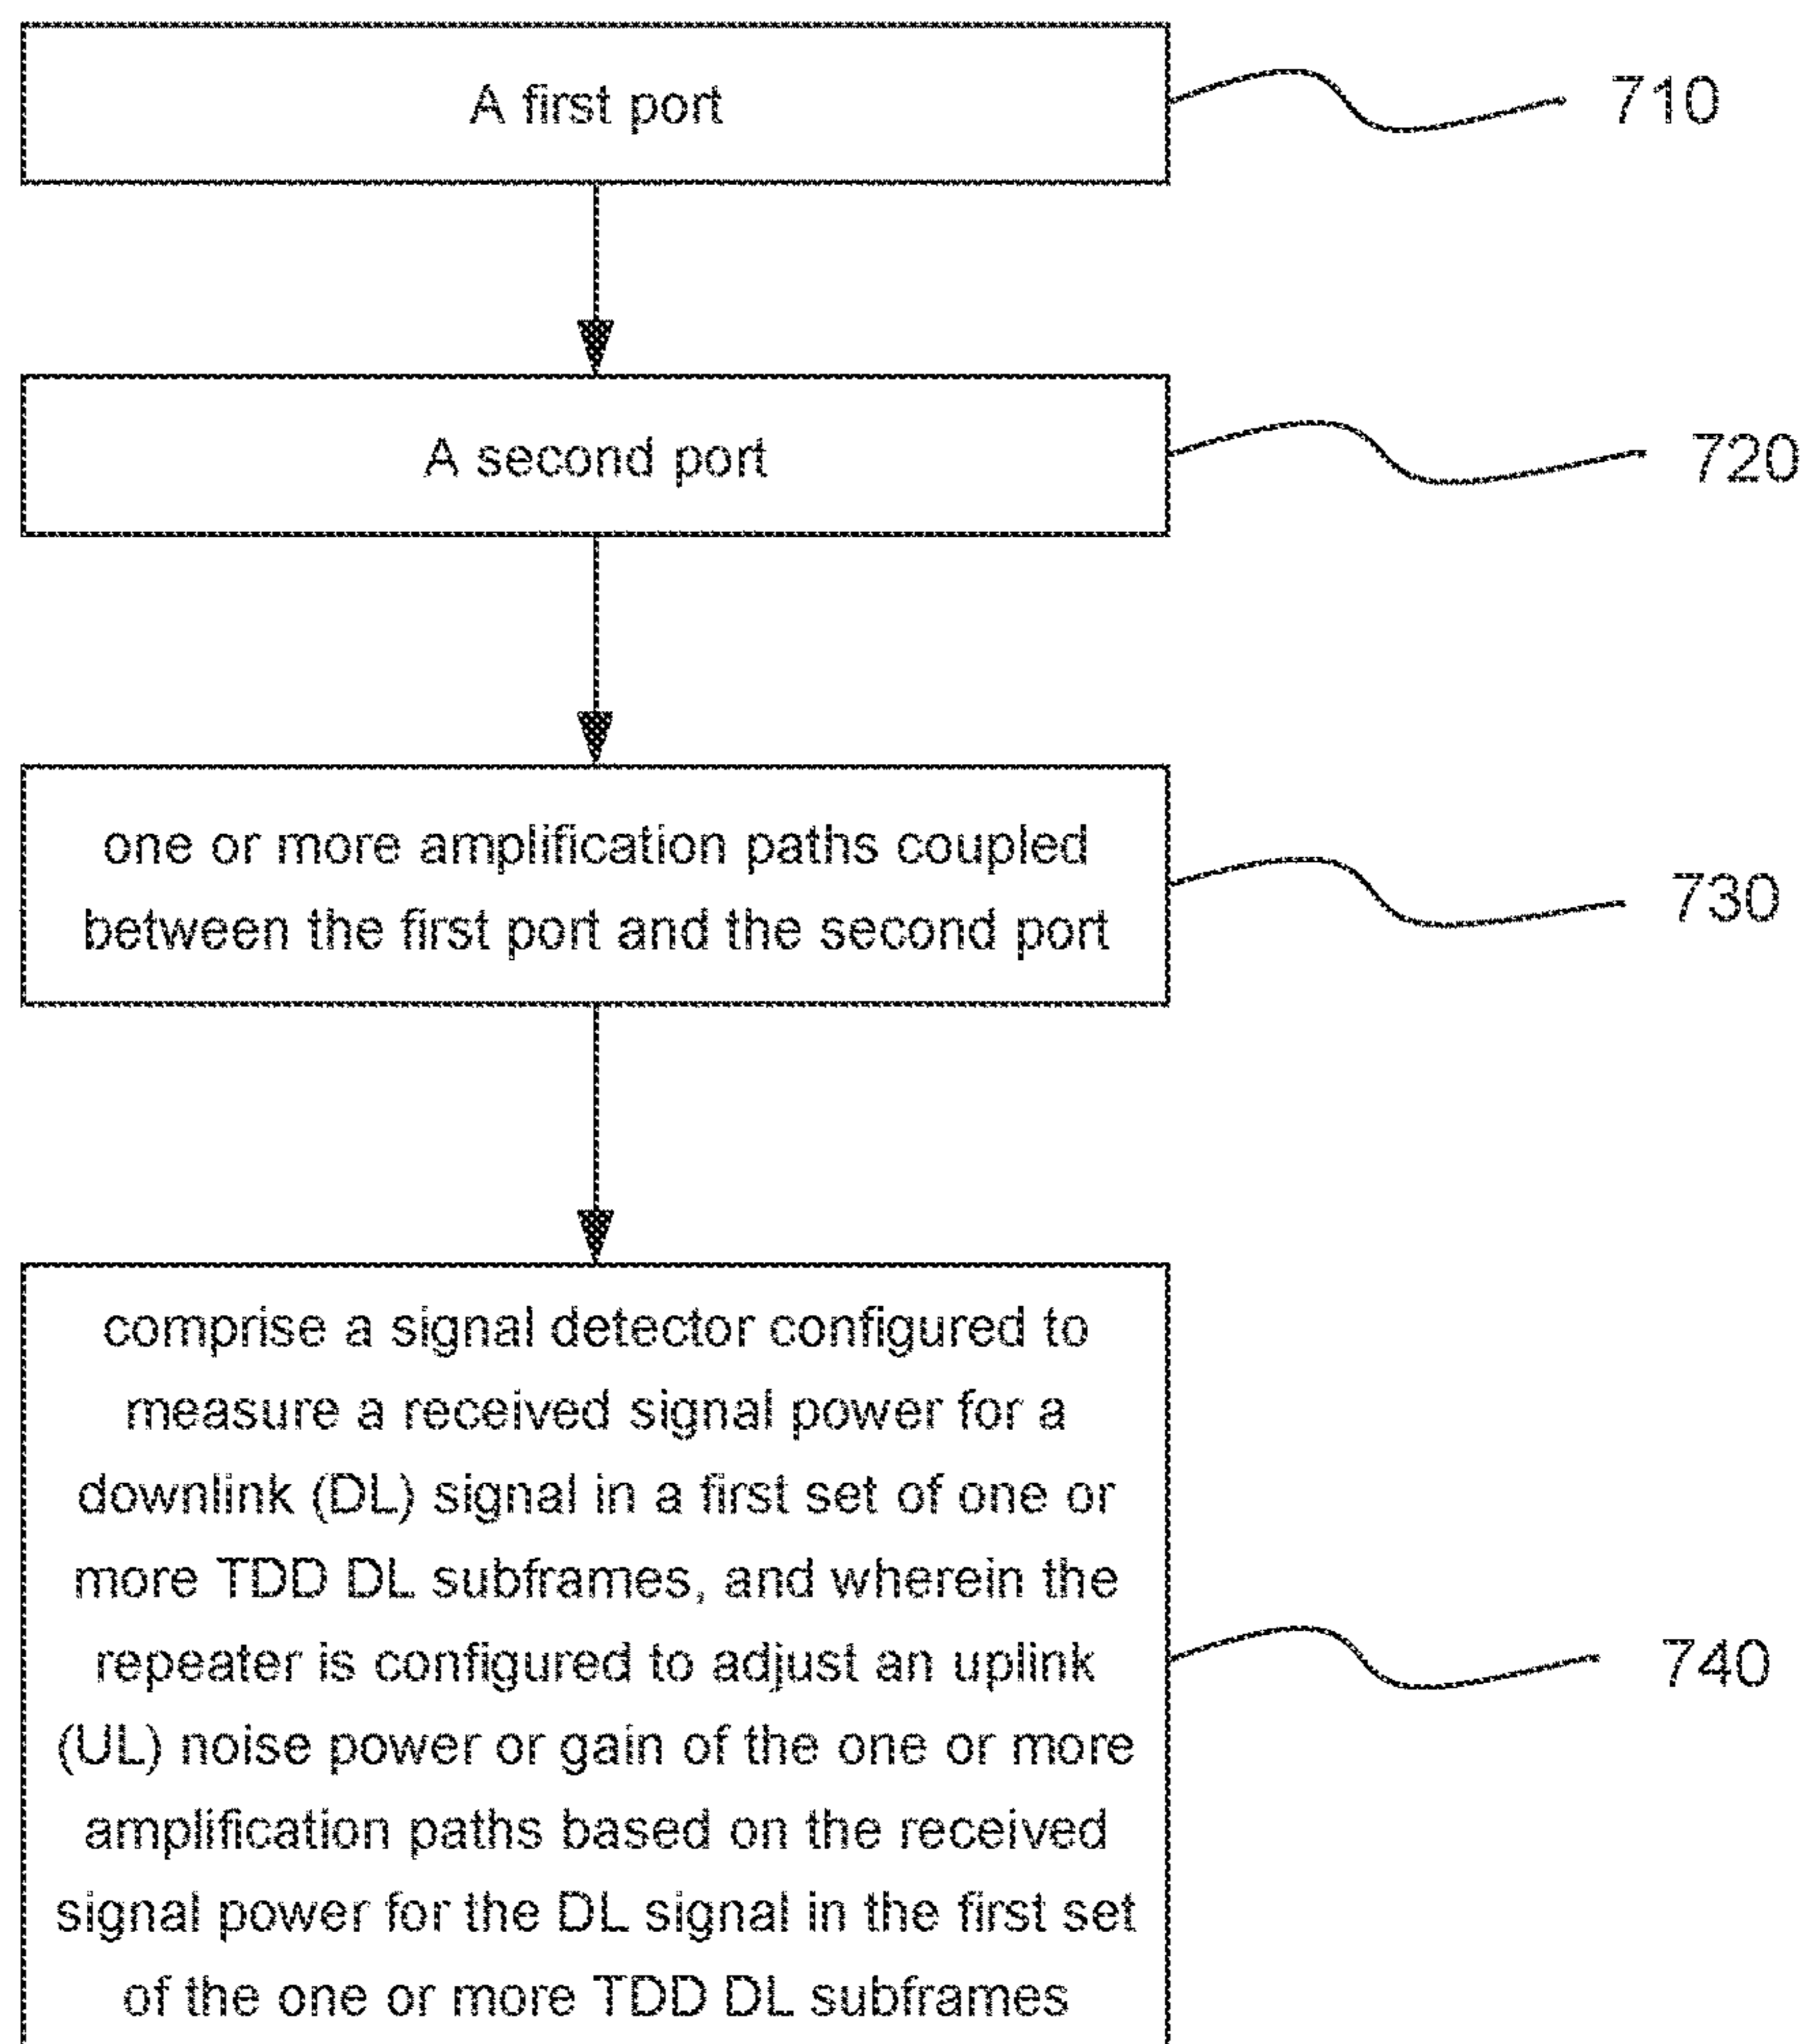 A first port
710
A second port
720
one or more amplification paths coupled
between the first port and the second port
730
comprise a signal detector configured to
measure a received signal power for a
downlink (DL) signal in a first set of one or
more TDD DL subframes, and wherein the
repeater is configured to adjust an uplink
(UL) noise power or gain of the one or more
amplification paths based on the received
signal power for the DL signal in the first set
of the one or more TDD DL subframes
740